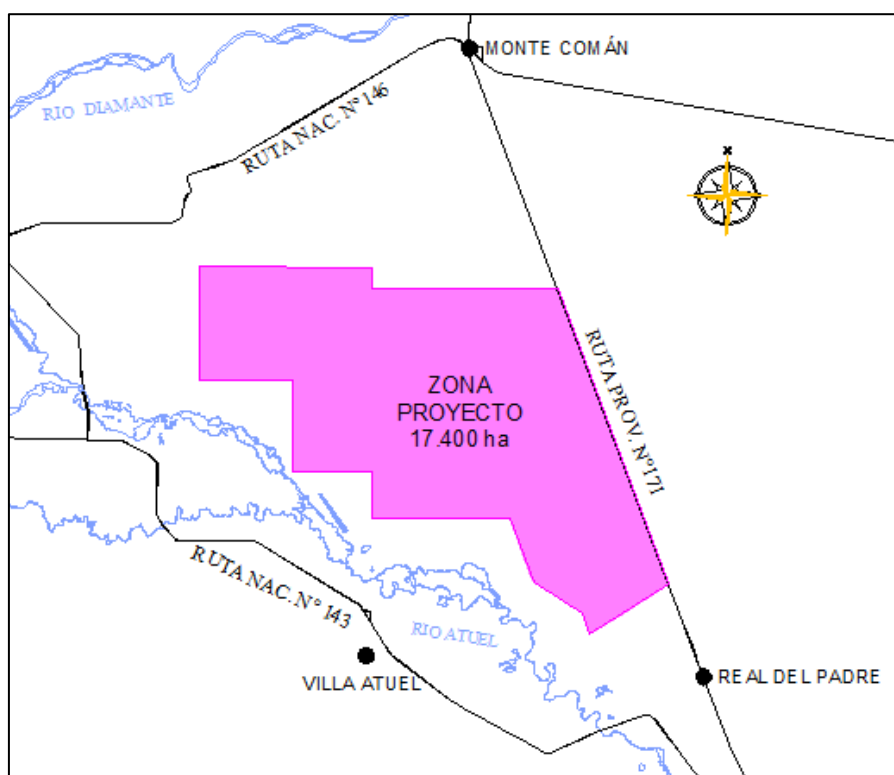 MONTE COMÁN
RIO DIAMANTE
RUTA NAC. Nº 146
ZONA
PROYECTO
17.400 ha
RUTA PROV. Nº171
RUTA NAC. Nº 143
RIO ATUEL
VILLA ATUEL
REAL DEL PADRE